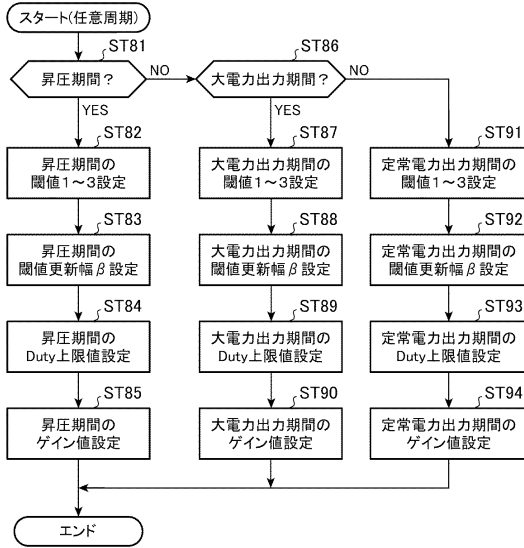 スタート(任意周期)
ST81
昇圧期間？
NO
YES
ST82
昇圧期間の
閾値1～3設定
ST83
昇圧期間の
閾値更新幅β設定
ST84
昇圧期間の
Duty上限値設定
ST85
昇圧期間の
ゲイン値設定
ST86
大電力出力期間？
NO
YES
ST87
大電力出力期間の
閾値1～3設定
ST88
大電力出力期間の
閾値更新幅β設定
ST89
大電力出力期間の
Duty上限値設定
ST90
大電力出力期間の
ゲイン値設定
ST91
定常電力出力期間の
閾値1～3設定
ST92
定常電力出力期間の
閾値更新幅β設定
ST93
定常電力出力期間の
Duty上限値設定
ST94
定常電力出力期間の
ゲイン値設定
エンド